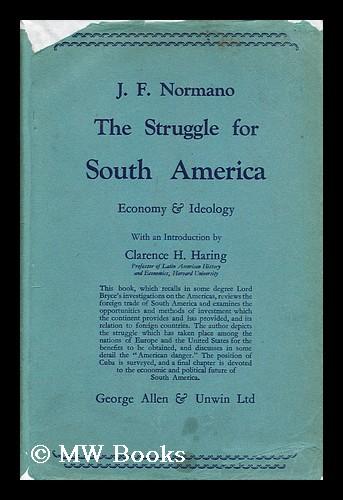 J. F. Normano
The Struggle for
South America
Economy & Ideology
With an Introduction by
Clarence H. Haring
Professor of Latin American History
and Economics, Harvard University
This book, which recalls in some degree Lord
Bryce's investigations on the Americas, reviews the
foreign trade of South America and examines the
opportunities and methods of investment which
the continent provides and has provided, and its
relation to foreign countries. The author depicts
the struggle which has taken place among the
nations of Europe and the United States for the
benefits to be obtained, and discusses in some
detail the "American danger." The position of
Cuba is surveyed, and a final chapter is devoted
to the economic and political future of
South America.
George Allen & Unwin Ltd
© MW Books